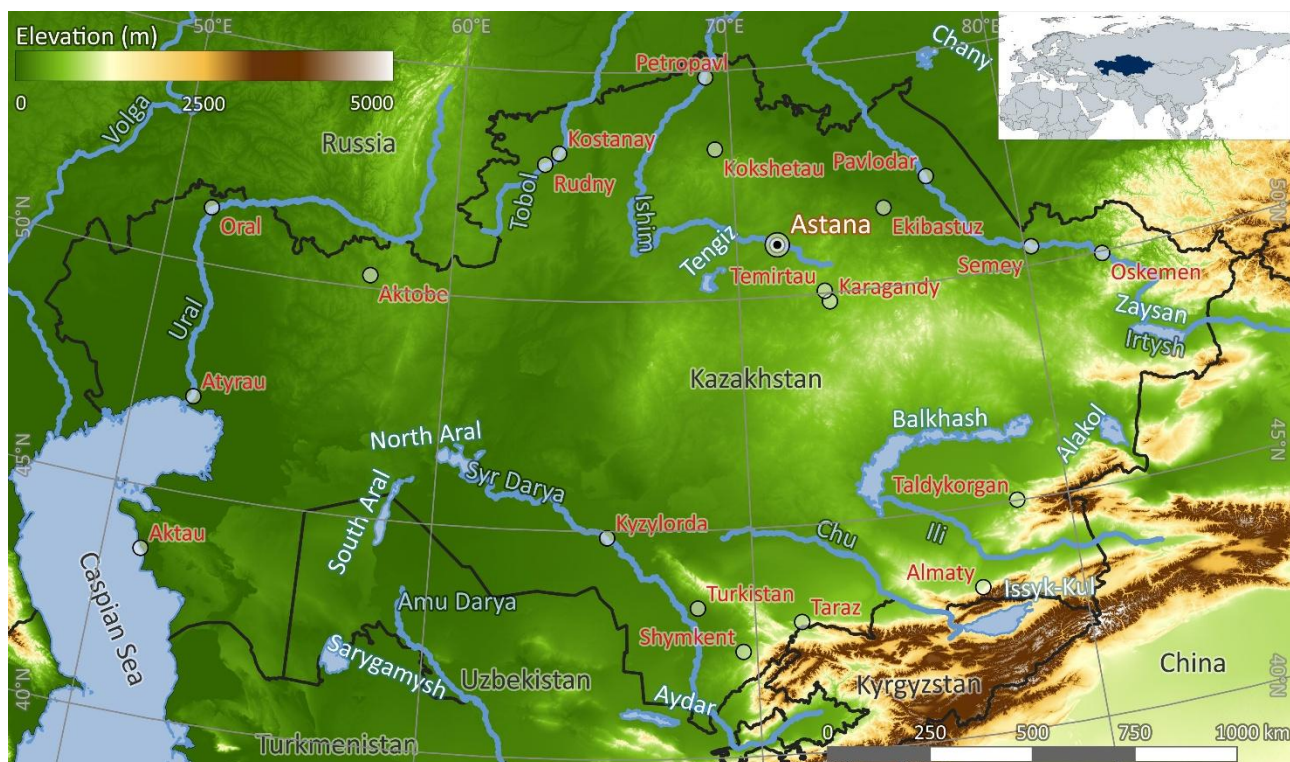 50°E
60°E
70°E
80°E
Elevation (m)
0
2500
5000
Chany
Petropavl
Volga
Russia
Kostanay
Rudny
Tobol
Kokshetau
Pavlodar
Ishim
50°N
50°N
Oral
Astana
Ekibastuz
Tengiz
Temirtau
Karagandy
Semey
Oskemen
Aktobe
Ural
Zaysan
Irtysh
Atyrau
Kazakhstan
North Aral
Balkhash
Alakol
45°N
45°N
Syr Darya
South Aral
Taldykorgan
Kyzylorda
Chu
Ili
Aktau
Caspian Sea
Almaty
Issyk-Kul
Amu Darya
Turkistan
Taraz
Shymkent
Sarygamysh
Uzbekistan
Aydar
Kyrgyzstan
China
40°N
40°N
Turkmenistan
0
250
500
750
1000 km